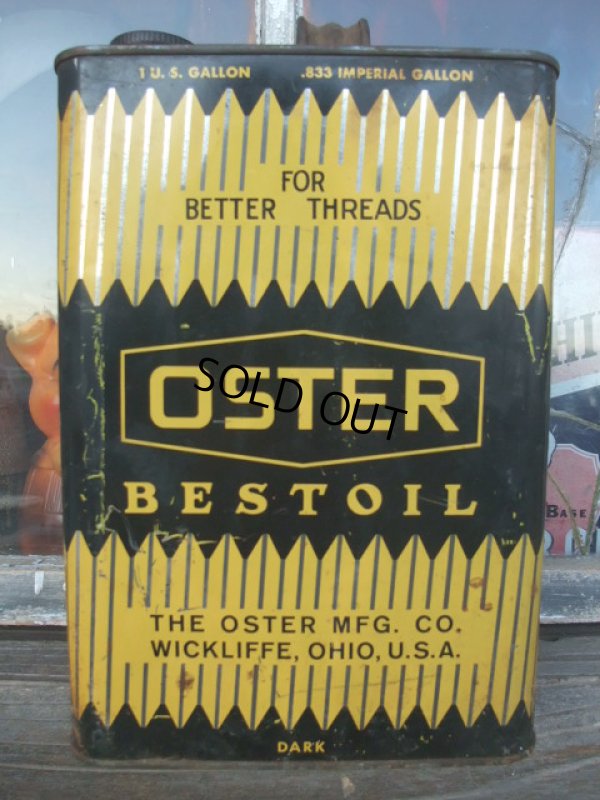 1 U. S. GALLON .833 IMPERIAL GALLON
FOR
BETTER THREADS
OSTER
SOLD OUT
BESTOIL
THE OSTER MFG. CO.
WICKLIFFE, OHIO, U.S.A.
DARK
BASE